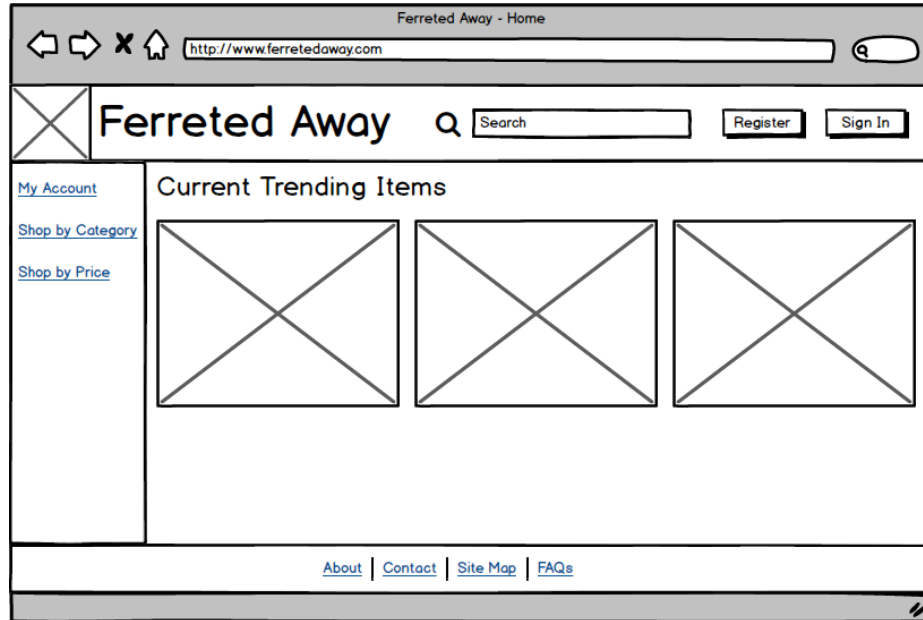 Ferreted Away - Home
http://www.ferretedaway.com
Ferreted Away
Search
Register
Sign In
My Account
Shop by Category
Shop by Price
Current Trending Items
About
Contact
Site Map
FAQs